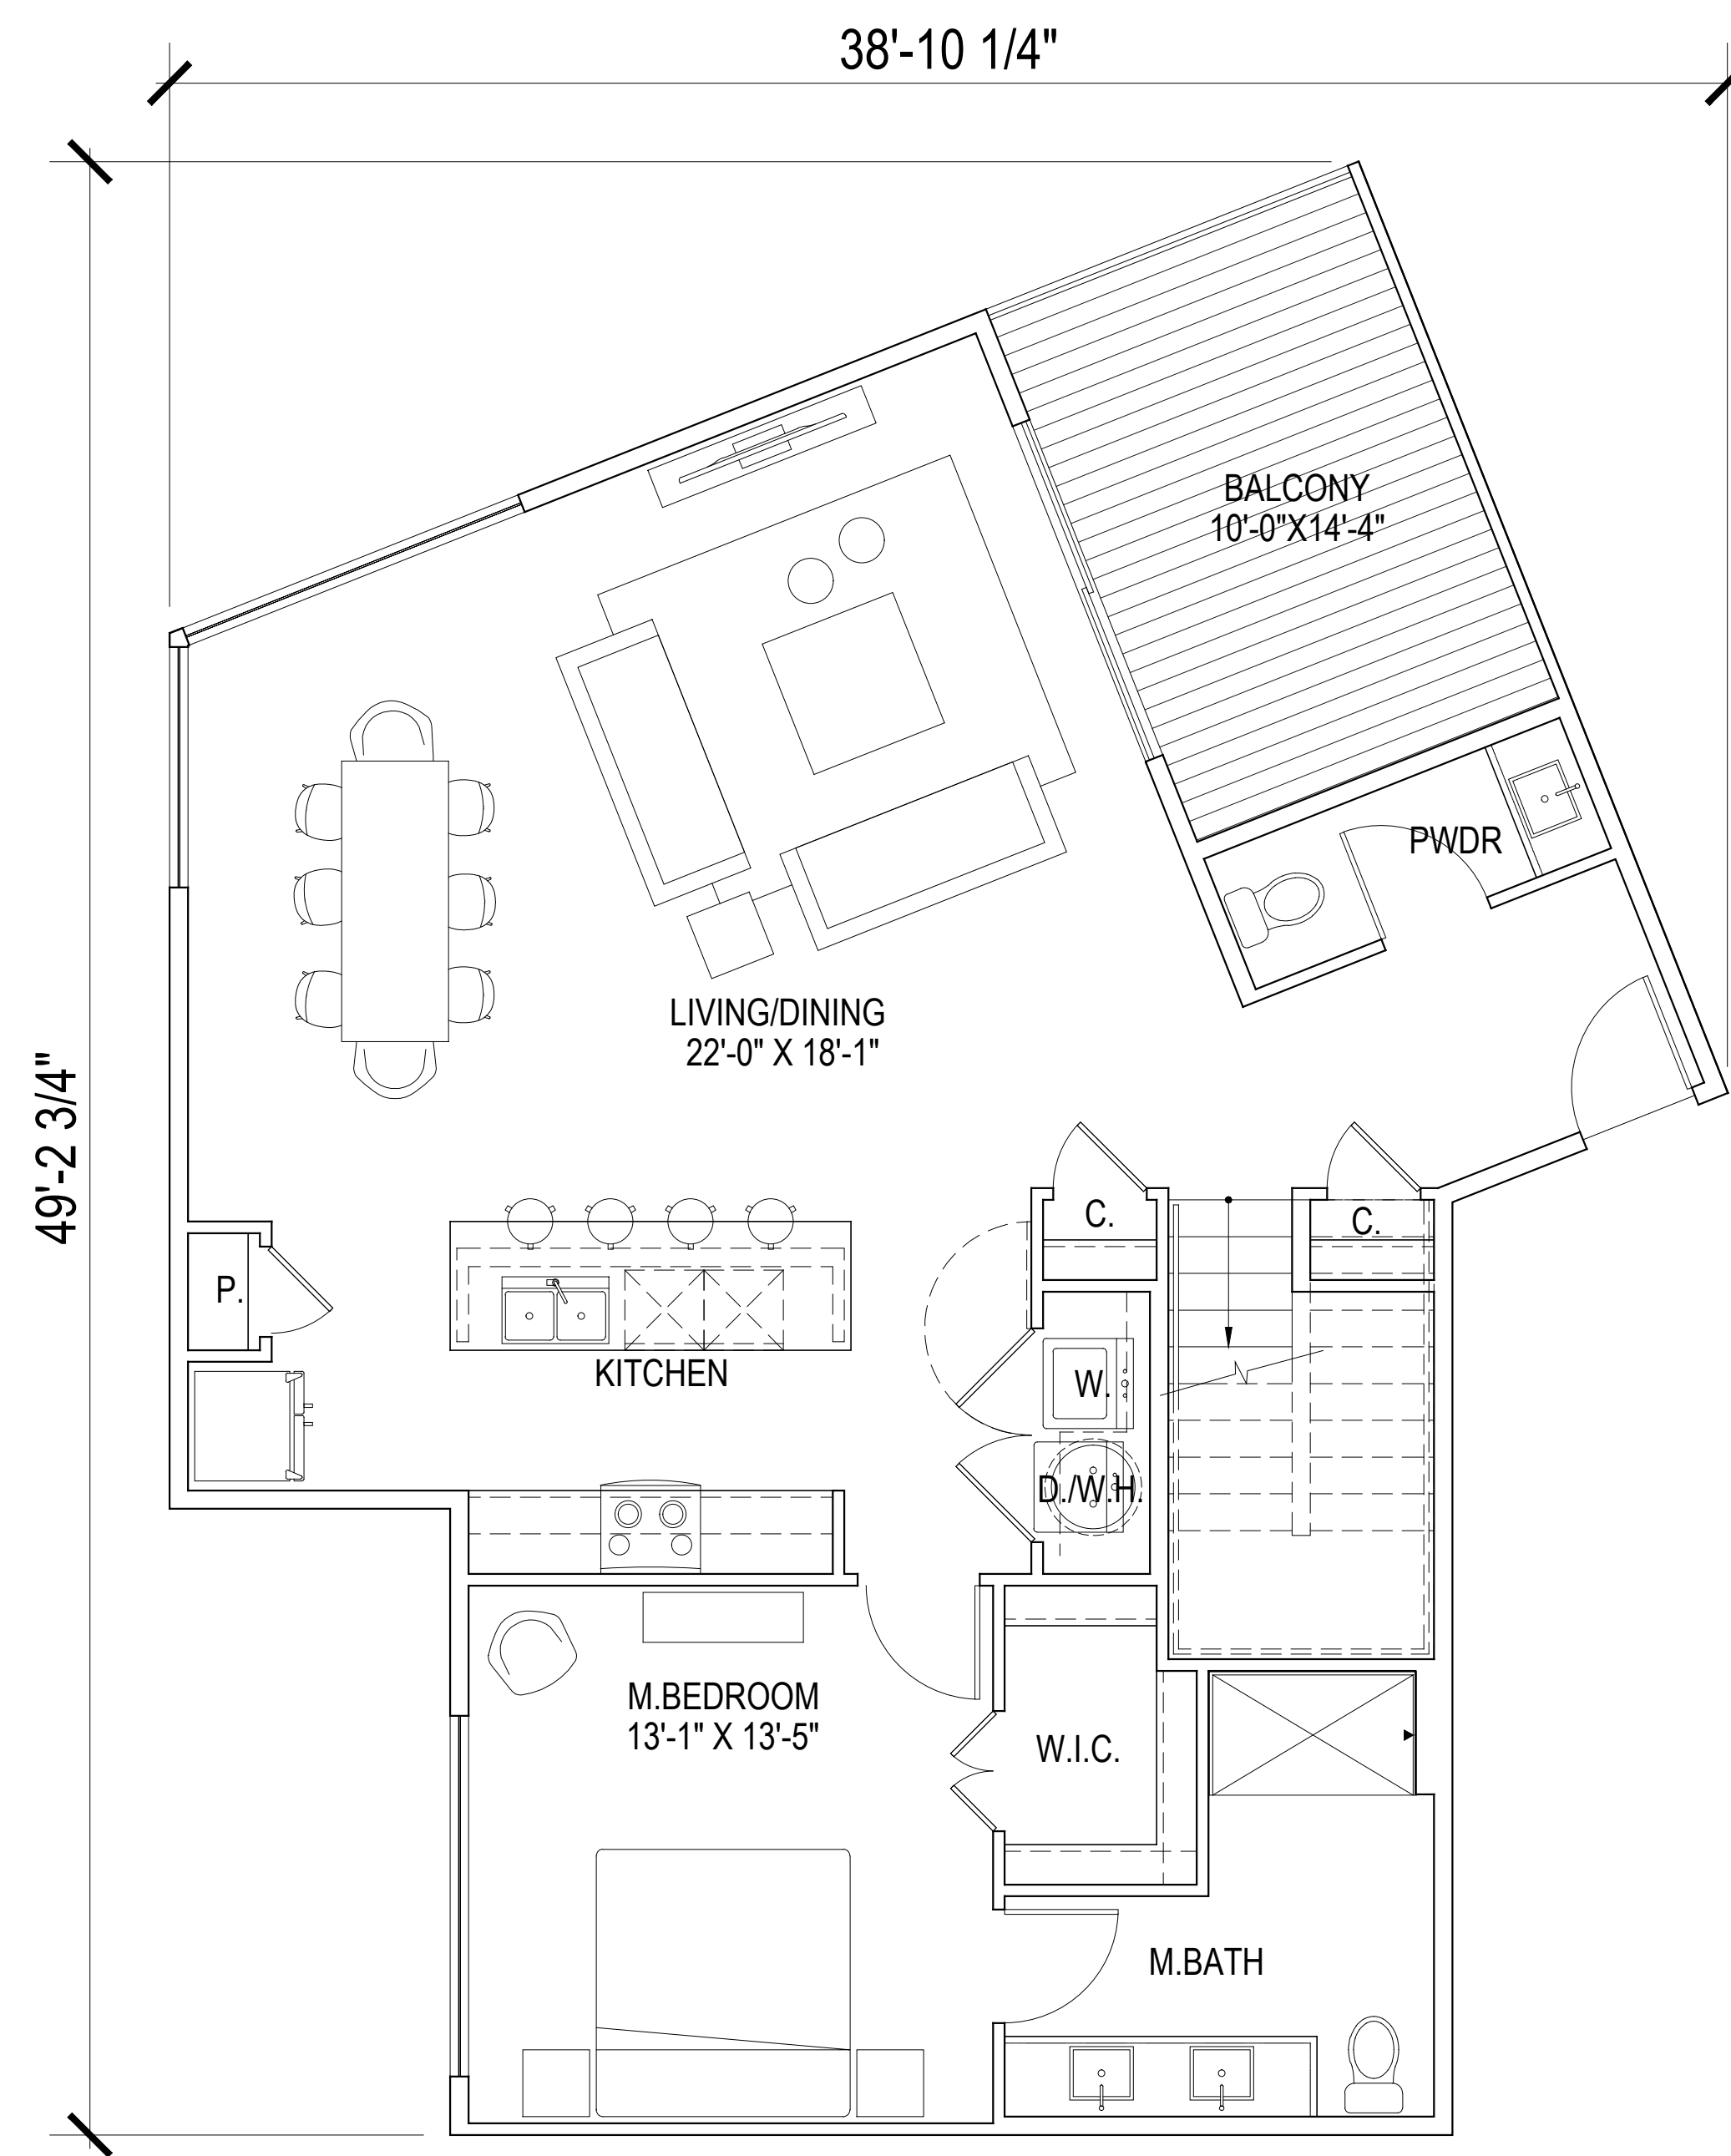 38'-10 1/4"
49'-2 3/4"
BALCONY
10'-0"X14'-4"
PWDR
LIVING/DINING
22'-0" X 18'-1"
C.
C.
P.
KITCHEN
W.
D./W.H.
M.BEDROOM
13'-1" X 13'-5"
W.I.C.
M.BATH